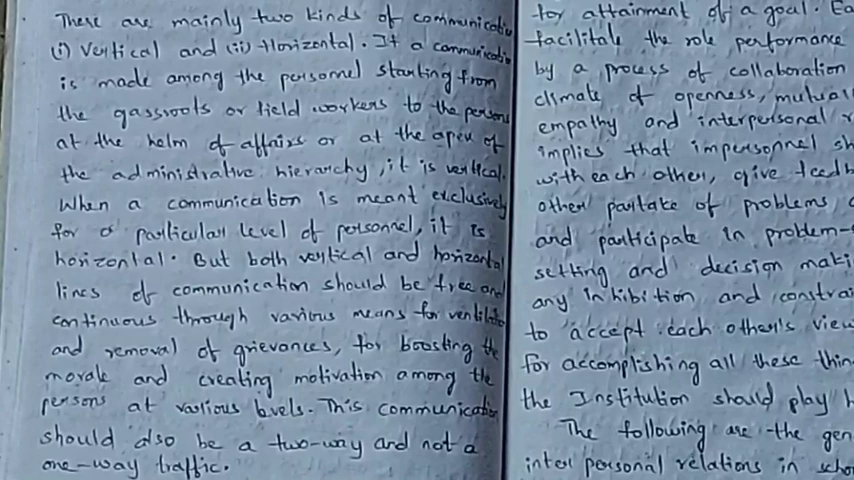 There are mainly two kinds of communicatio
(i) Vertical and (ii) Horizontal. If a communicatio
is made among the personnel starting from
the gassroots or field workers to the persons
at the helm of affairs or at the apex of
the administrative hierarchy, it is vertical.
When a communication is meant exclusively
for a particular level of personnel, it is
horizontal. But both vertical and horizontal
lines of communication should be free and
continuous through various means for ventilatio
and removal of grievances, for boosting the
morale and creating motivation among the
persons at various levels. This communication
should also be a two-way and not a
one-way traffic.
for attainment of a goal. Ea
facilitate the role performance
by a process of collaboration
climate of openness, mutual
empathy and interpersonal r
implies that impersonnel sh
with each other, give feedb
other partake of problems,
and participate in problem-
setting and decision maki
any inhibition and constrai
to accept each other's view
for accomplishing all these thin
the Institution should play h
The following are the gen
inter personal relations in scho